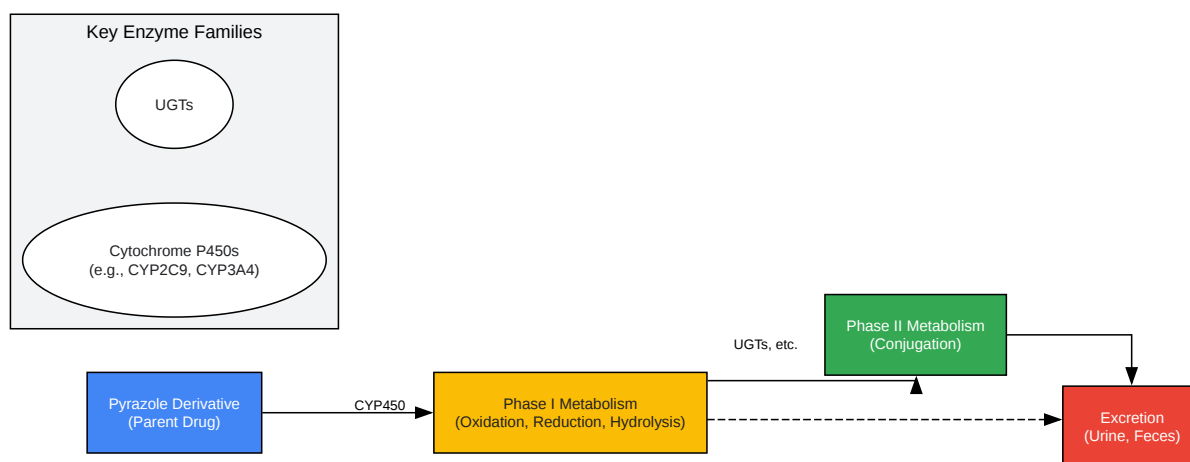 Key Enzyme Families
UGTs
Cytochrome P450s
(e.g., CYP2C9, CYP3A4)
Pyrazole Derivative
(Parent Drug)
CYP450
Phase I Metabolism
(Oxidation, Reduction, Hydrolysis)
UGTs, etc.
Phase II Metabolism
(Conjugation)
Excretion
(Urine, Feces)